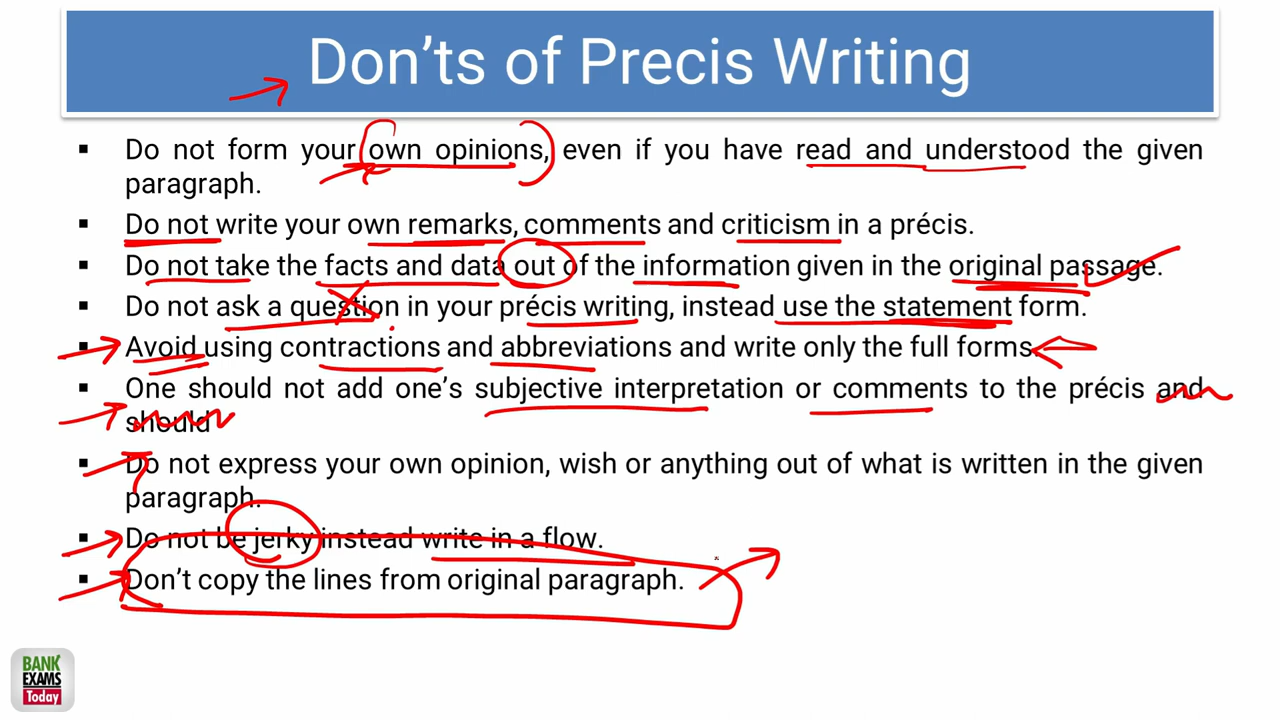 Don'ts of Precis Writing
▪ Do not form your own opinions, even if you have read and understood the given
paragraph.
▪ Do not write your own remarks, comments and criticism in a précis.
▪ Do not take the facts and data out of the information given in the original passage.
▪ Do not ask a question in your précis writing, instead use the statement form.
▪ Avoid using contractions and abbreviations and write only the full forms.
▪ One should not add one's subjective interpretation or comments to the précis and
should
▪ Do not express your own opinion, wish or anything out of what is written in the given
paragraph.
▪ Do not be jerky instead write in a flow.
▪ Don't copy the lines from original paragraph.
BANK
EXAMS
Today